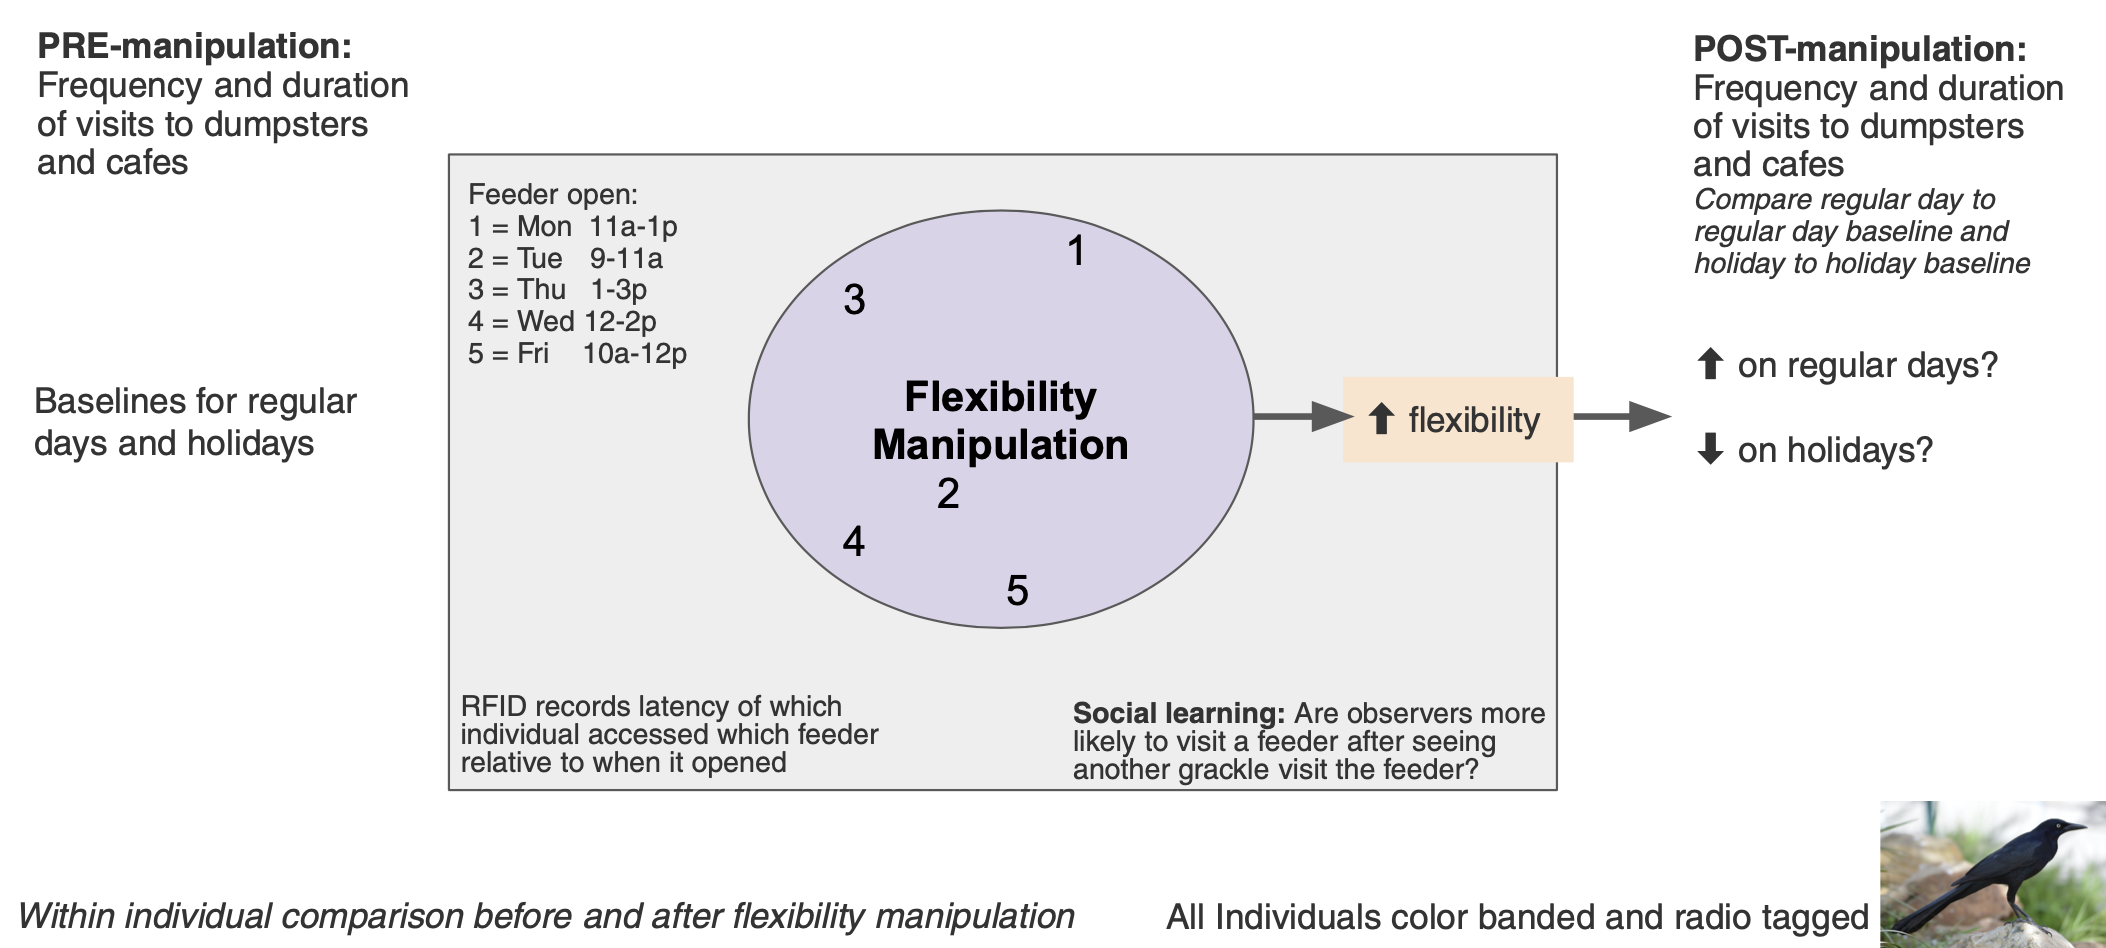 PRE-manipulation:
Frequency and duration
of visits to dumpsters
and cafes
Baselines for regular
days and holidays
Feeder open:
1 = Mon 11a-1p
2 = Tue 9-11a
3 = Thu 1-3p
4 = Wed 12-2p
5 = Fri 10a-12p
1
3
Flexibility
Manipulation
2
4
5
flexibility
RFID records latency of which
individual accessed which feeder
relative to when it opened
Social learning: Are observers more
likely to visit a feeder after seeing
another grackle visit the feeder?
POST-manipulation:
Frequency and duration
of visits to dumpsters
and cafes
Compare regular day to
regular day baseline and
holiday to holiday baseline
on regular days?
on holidays?
Within individual comparison before and after flexibility manipulation
All Individuals color banded and radio tagged